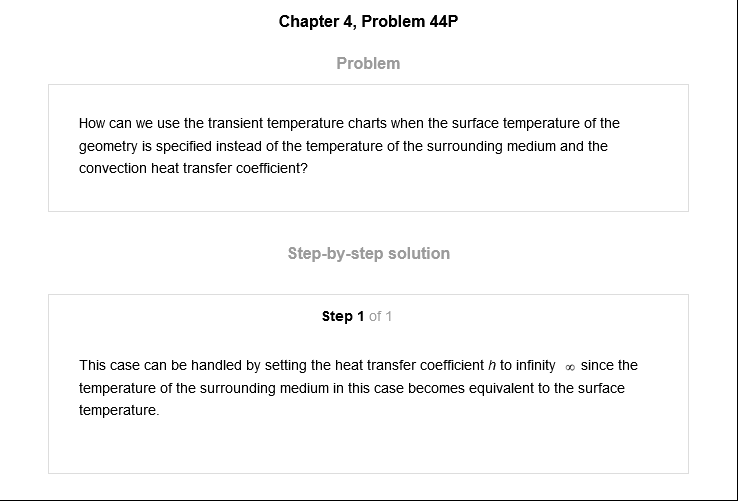 Chapter 4, Problem 44P
Problem
How can we use the transient temperature charts when the surface temperature of the
geometry is specified instead of the temperature of the surrounding medium and the
convection heat transfer coefficient?
Step-by-step solution
Step 1 of 1
This case can be handled by setting the heat transfer coefficient h to infinity ∞ since the
temperature of the surrounding medium in this case becomes equivalent to the surface
temperature.